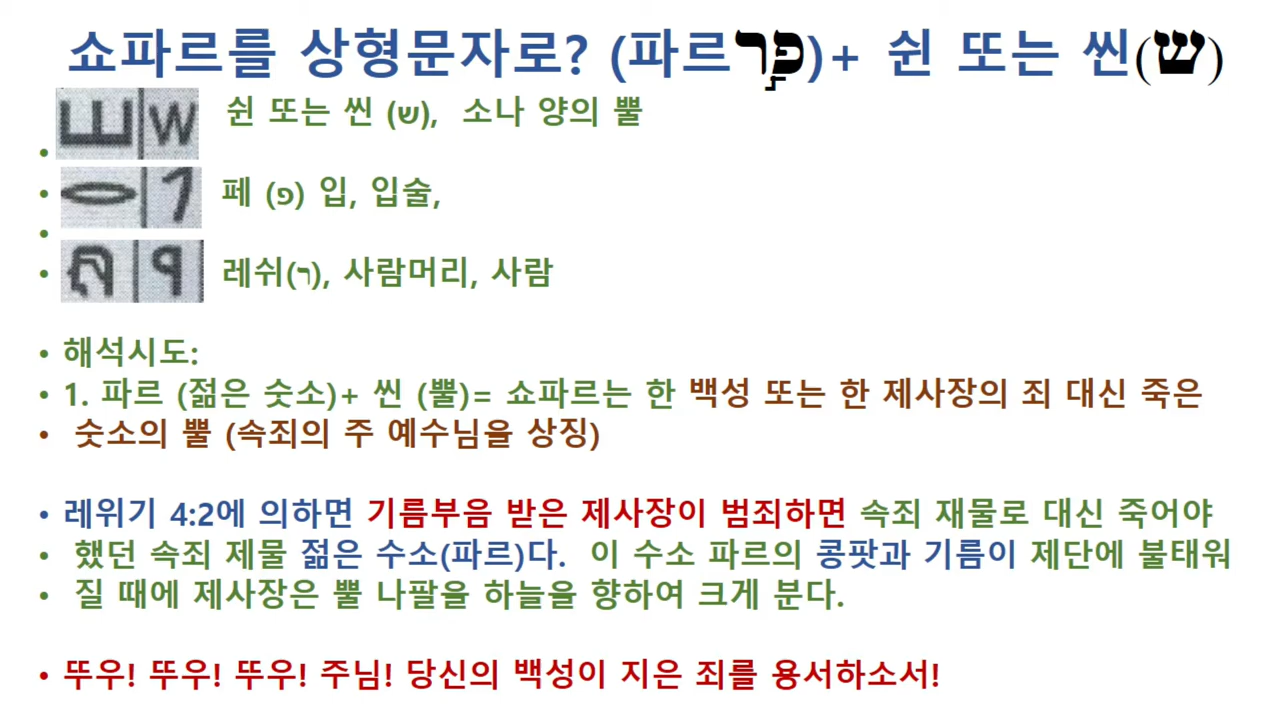 쇼파르를 상형문자로? (파르פָּר)+ 쉰 또는 씬(ש)
쉰 또는 씬 (ש), 소나 양의 뿔
페 (פ) 입, 입술,
레쉬(ר), 사람머리, 사람
해석시도:
1. 파르 (젊은 숫소)+ 씬 (뿔)= 쇼파르는 한 백성 또는 한 제사장의 죄 대신 죽은
숫소의 뿔 (속죄의 주 예수님을 상징)
레위기 4:2에 의하면 기름부음 받은 제사장이 범죄하면 속죄 재물로 대신 죽어야
했던 속죄 제물 젊은 수소(파르)다. 이 수소 파르의 콩팟과 기름이 제단에 불태워
질 때에 제사장은 뿔 나팔을 하늘을 향하여 크게 분다.
뚜우! 뚜우! 뚜우! 주님! 당신의 백성이 지은 죄를 용서하소서!